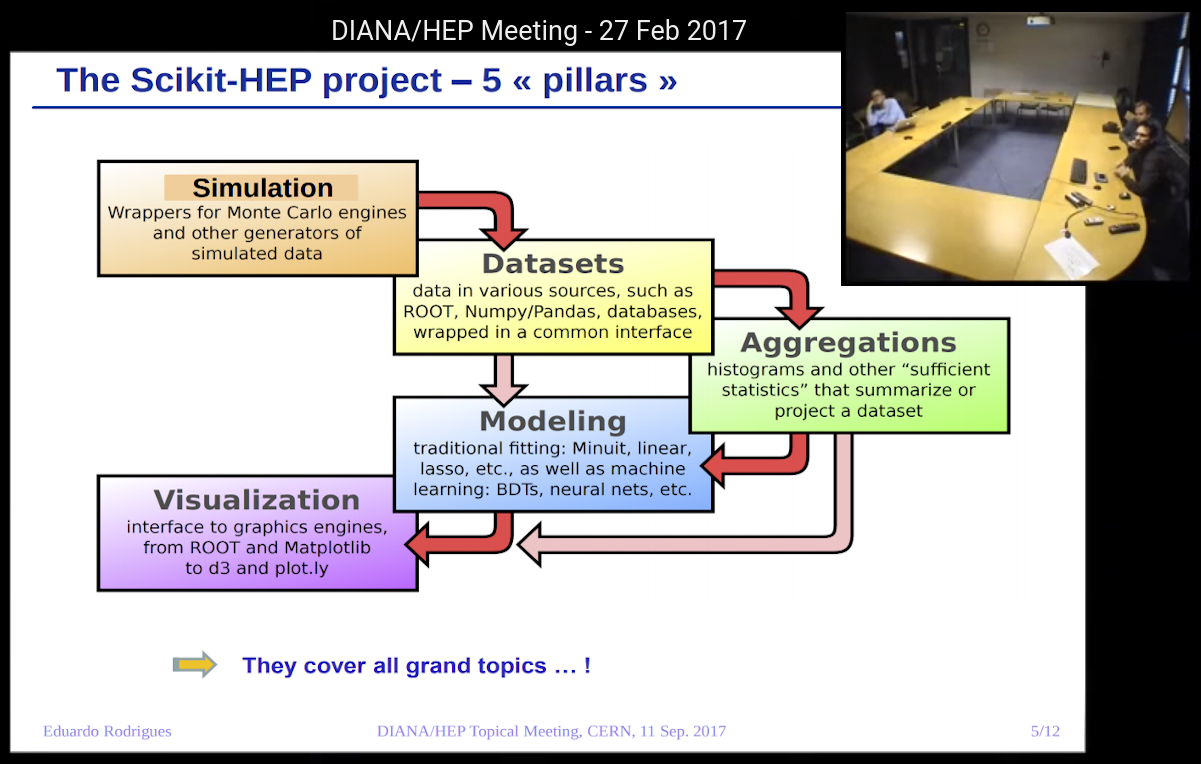 DIANA/HEP Meeting - 27 Feb 2017
The Scikit-HEP project – 5 « pillars »
Simulation
Wrappers for Monte Carlo engines
and other generators of
simulated data
Datasets
data in various sources, such as
ROOT, Numpy/Pandas, databases,
wrapped in a common interface
Aggregations
histograms and other “sufficient
statistics” that summarize or
project a dataset
Modeling
traditional fitting: Minuit, linear,
lasso, etc., as well as machine
learning: BDTs, neural nets, etc.
Visualization
interface to graphics engines,
from ROOT and Matplotlib
to d3 and plot.ly
They cover all grand topics … !
Eduardo Rodrigues
DIANA/HEP Topical Meeting, CERN, 11 Sep. 2017
5/12